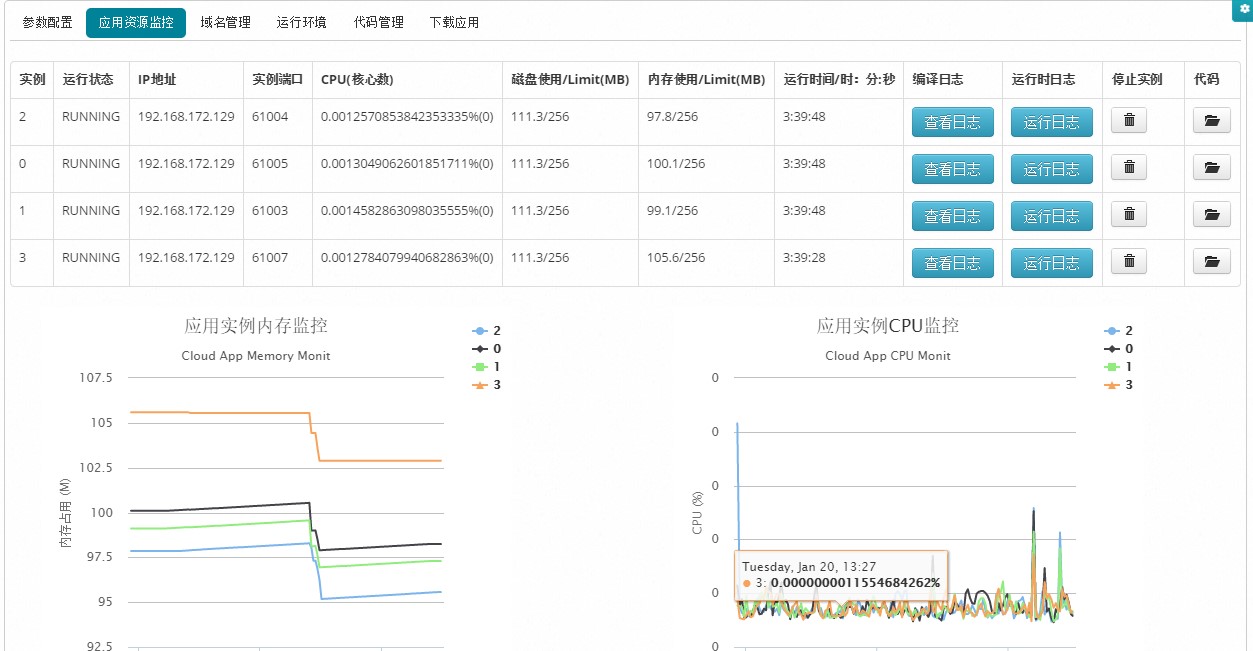 参数配置 应用资源监控 域名管理 运行环境 代码管理 下载应用
实例 运行状态 IP地址 实例端口 CPU(核心数) 磁盘使用/Limit(MB) 内存使用/Limit(MB) 运行时间/时：分:秒 编译日志 运行时日志 停止实例 代码
2 RUNNING 192.168.172.129 61004 0.0012570853842353335%(0) 111.3/256 97.8/256 3:39:48 查看日志 运行日志
0 RUNNING 192.168.172.129 61005 0.0013049062601851711%(0) 111.3/256 100.1/256 3:39:48 查看日志 运行日志
1 RUNNING 192.168.172.129 61003 0.0014582863098035555%(0) 111.3/256 99.1/256 3:39:48 查看日志 运行日志
3 RUNNING 192.168.172.129 61007 0.0012784079940682863%(0) 111.3/256 105.6/256 3:39:28 查看日志 运行日志
应用实例内存监控
Cloud App Memory Monit
2
0
1
3
107.5
105
102.5
100
97.5
95
92.5
内存占用 (M)
应用实例CPU监控
Cloud App CPU Monit
2
0
1
3
0
0
0
0
0
0
CPU (%)
Tuesday, Jan 20, 13:27
3: 0.0000000011554684262%